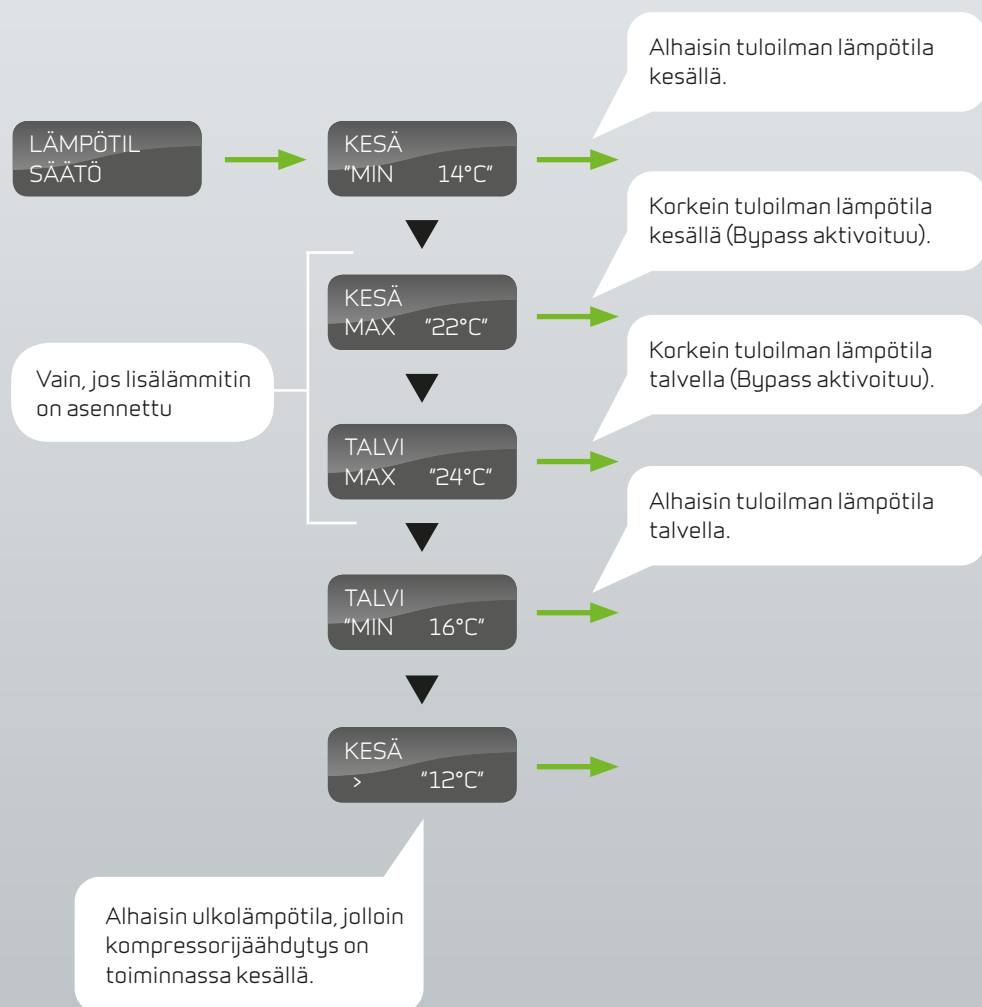 Alhaisin tuloilman lämpötila
kesällä.
LÄMPÖTIL
SÄÄTÖ
KESÄ
"MIN 14°C"
Korkein tuloilman lämpötila
kesällä (Bypass aktivoituu).
KESÄ
MAX "22°C"
Korkein tuloilman lämpötila
talvella (Bypass aktivoituu).
Vain, jos lisälämmitin
on asennettu
TALVI
MAX "24°C"
Alhaisin tuloilman lämpötila
talvella.
TALVI
"MIN 16°C"
KESÄ
> "12°C"
Alhaisin ulkolämpötila, jolloin
kompressorijäähdytys on
toiminnassa kesällä.